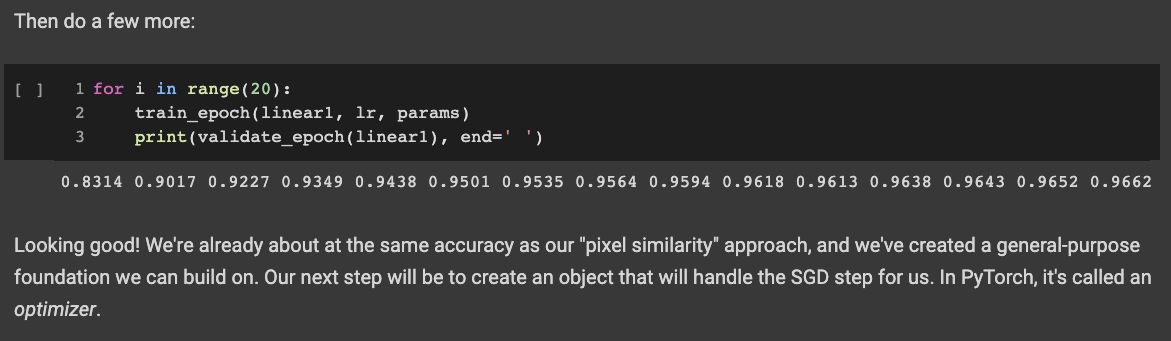 Then do a few more:
[ ] 1 for i in range(20):
2     train_epoch(linear1, lr, params)
3     print(validate_epoch(linear1), end=' ')
0.8314 0.9017 0.9227 0.9349 0.9438 0.9501 0.9535 0.9564 0.9594 0.9618 0.9613 0.9638 0.9643 0.9652 0.9662
Looking good! We're already about at the same accuracy as our "pixel similarity" approach, and we've created a general-purpose
foundation we can build on. Our next step will be to create an object that will handle the SGD step for us. In PyTorch, it's called an
optimizer.